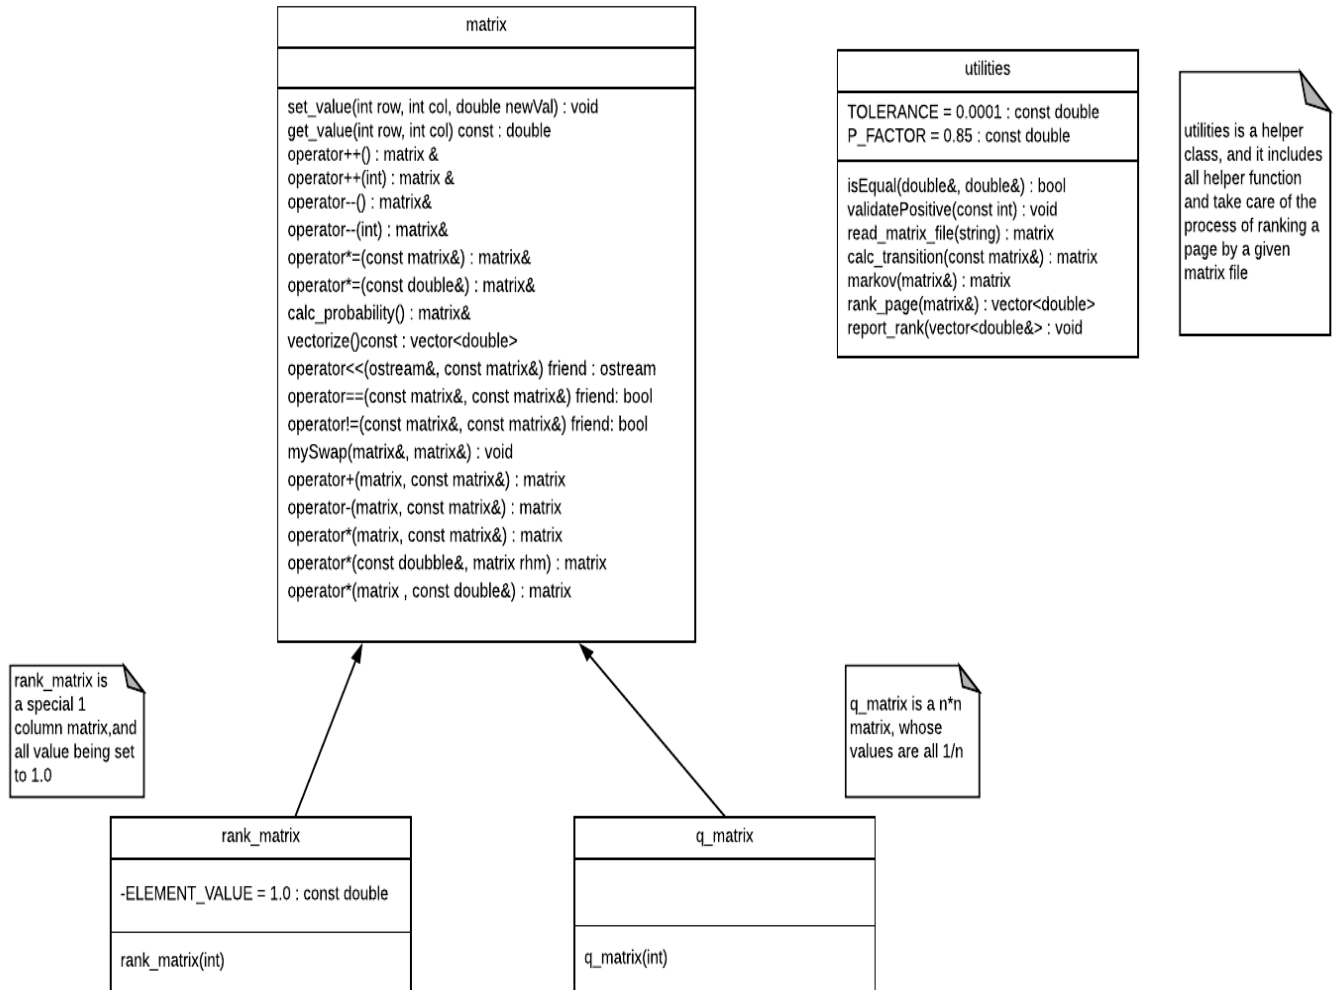 matrix
set_value(int row, int col, double newVal) : void
get_value(int row, int col) const : double
operator++() : matrix &
operator++(int) : matrix &
operator--() : matrix&
operator--(int) : matrix&
operator*=(const matrix&) : matrix&
operator*=(const double&) : matrix&
calc_probability() : matrix&
vectorize()const : vector<double>
operator<<(ostream&, const matrix&) friend : ostream
operator==(const matrix&, const matrix&) friend: bool
operator!=(const matrix&, const matrix&) friend: bool
mySwap(matrix&, matrix&) : void
operator+(matrix, const matrix&) : matrix
operator-(matrix, const matrix&) : matrix
operator*(matrix, const matrix&) : matrix
operator*(const doubble&, matrix rhm) : matrix
operator*(matrix , const double&) : matrix
utilities
TOLERANCE = 0.0001 : const double
P_FACTOR = 0.85 : const double
isEqual(double&, double&) : bool
validatePositive(const int) : void
read_matrix_file(string) : matrix
calc_transition(const matrix&) : matrix
markov(matrix&) : matrix
rank_page(matrix&) : vector<double>
report_rank(vector<double&> : void
utilities is a helper
class, and it includes
all helper function
and take care of the
process of ranking a
page by a given
matrix file
rank_matrix is
a special 1
column matrix,and
all value being set
to 1.0
q_matrix is a n*n
matrix, whose
values are all 1/n
rank_matrix
-ELEMENT_VALUE = 1.0 : const double
rank_matrix(int)
q_matrix
q_matrix(int)